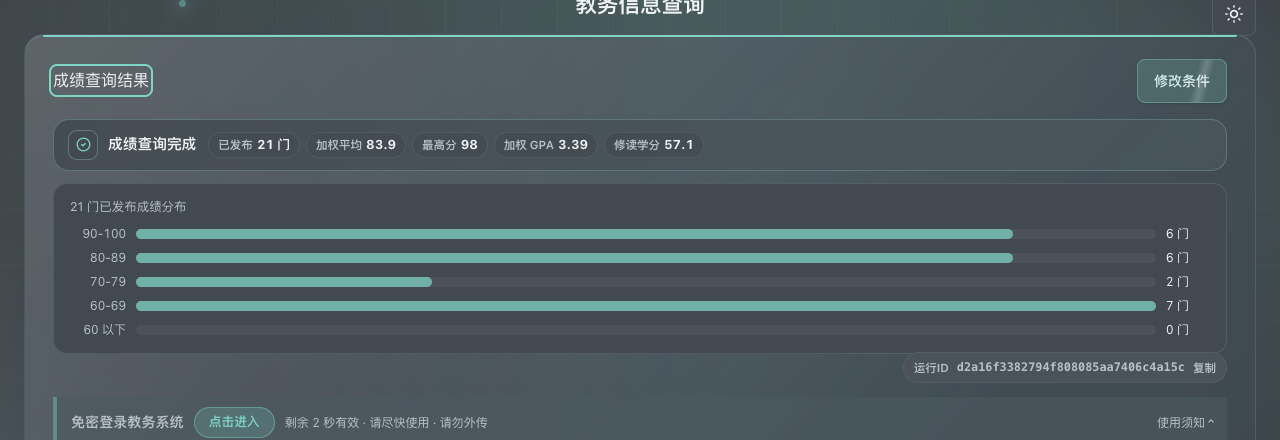 教务信息查询
成绩查询结果
修改条件
成绩查询完成 已发布 21 门 加权平均 83.9 最高分 98 加权 GPA 3.39 修读学分 57.1
21 门已发布成绩分布
90-100 6 门
80-89 6 门
70-79 2 门
60-69 7 门
60 以下 0 门
运行ID d2a16f3382794f808085aa7406c4a15c 复制
免密登录教务系统 点击进入 剩余 2 秒有效 · 请尽快使用 · 请勿外传 使用须知